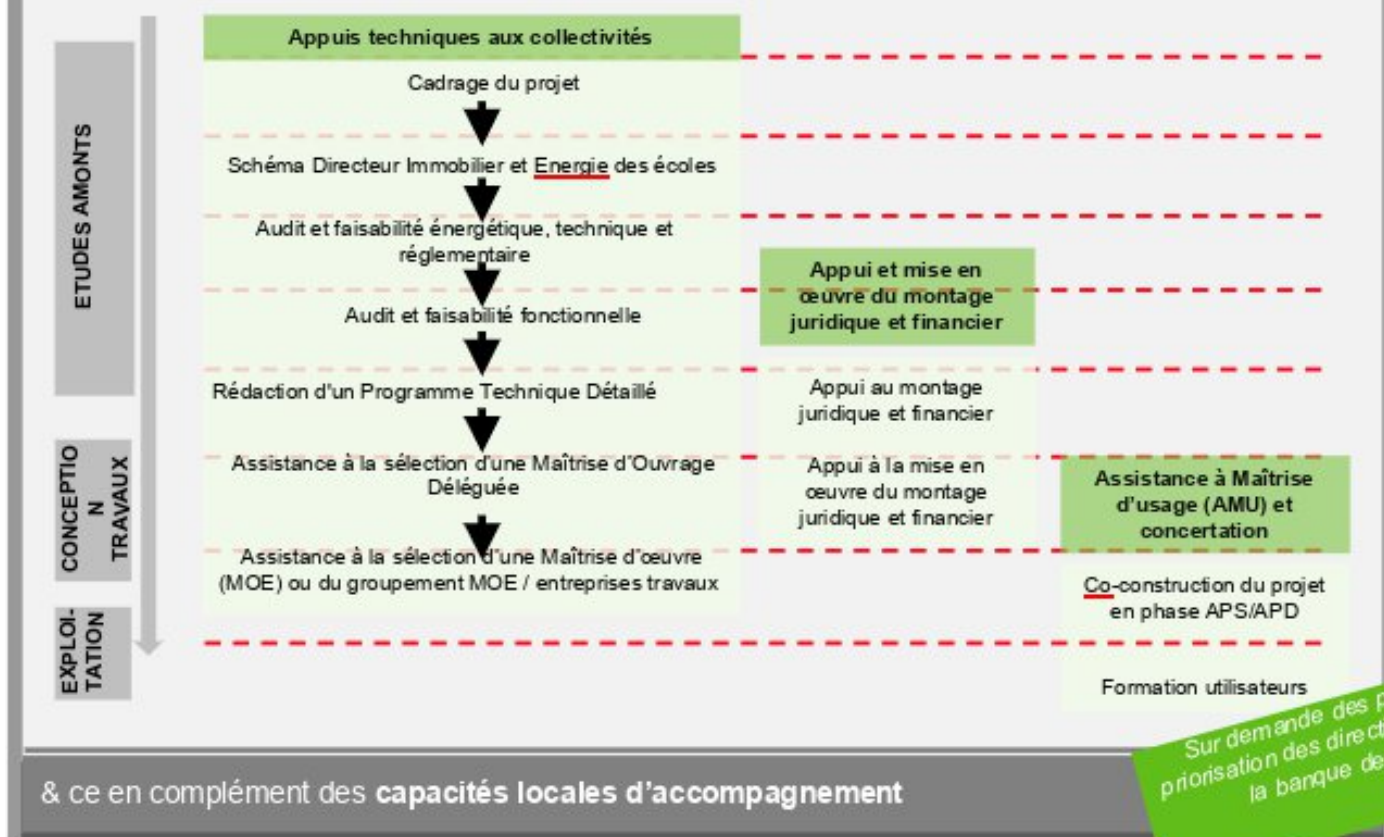 Appuis techniques aux collectivités
ETUDES AMONTS
Cadrage du projet
Schéma Directeur Immobilier et Energie des écoles
Audit et faisabilité énergétique, technique et
réglementaire
Audit et faisabilité fonctionnelle
Rédaction d'un Programme Technique Détaillé
Appui et mise en
œuvre du montage
juridique et financier
Appui au montage
juridique et financier
CONCEPTIO
N
TRAVAUX
Assistance à la sélection d'une Maîtrise d'Ouvrage
Déléguée
Assistance à la sélection d'une Maîtrise d'œuvre
(MOE) ou du groupement MOE / entreprises travaux
Appui à la mise en
œuvre du montage
juridique et financier
Assistance à Maîtrise
d'usage (AMU) et
concertation
Co-construction du projet
en phase APS/APD
EXPLOI-
TATION
Formation utilisateurs
Sur demande des
priorisation des
la banque de
& ce en complément des capacités locales d'accompagnement